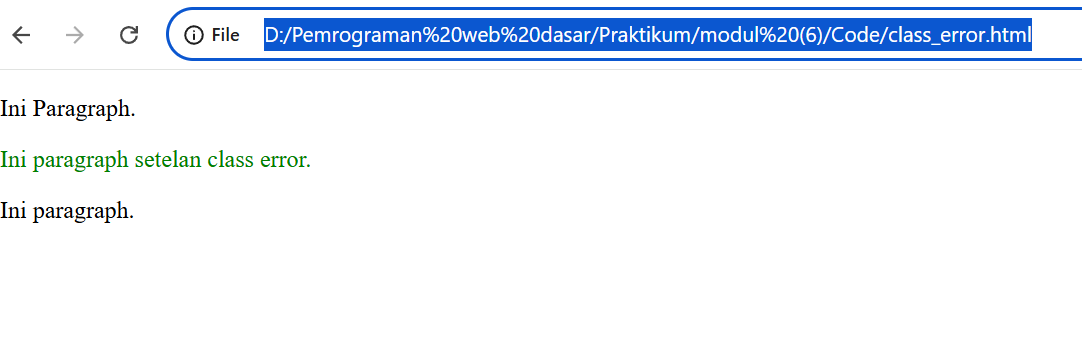 File D:/Pemrograman%20web%20dasar/Praktikum/modul%20(6)/Code/class_error.html
Ini Paragraph.
Ini paragraph setelan class error.
Ini paragraph.